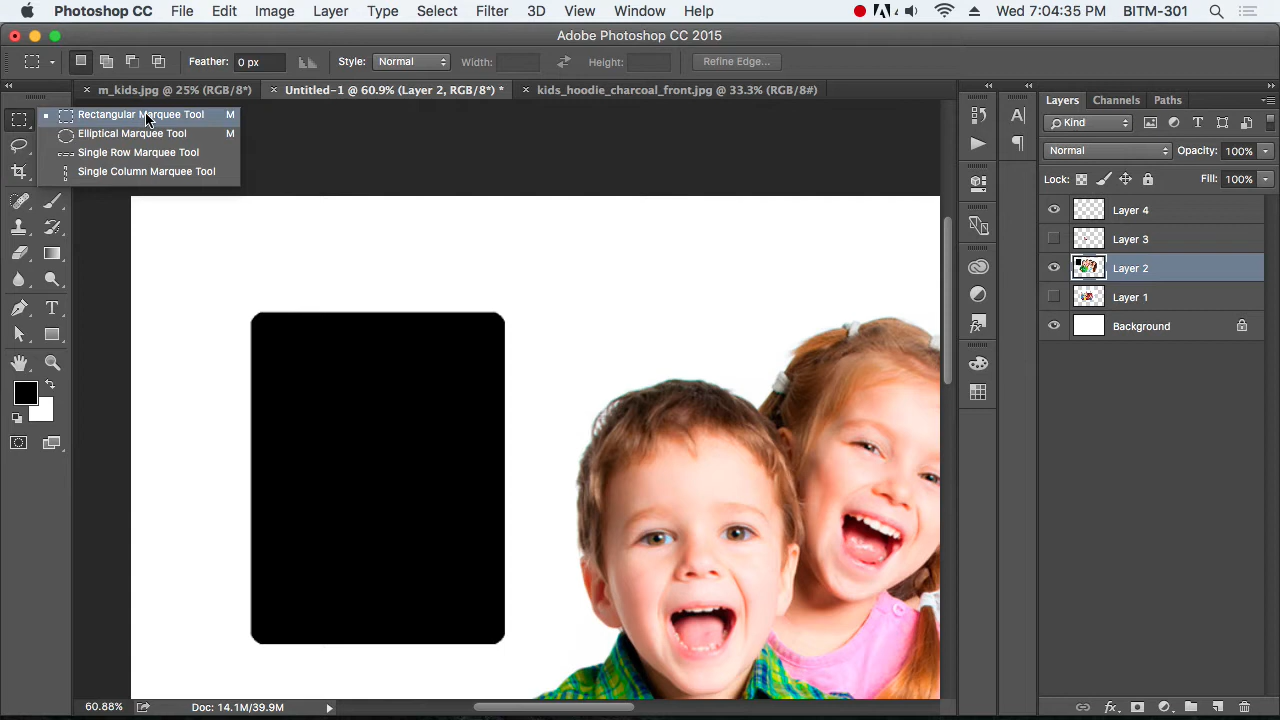 Photoshop CC File Edit Image Layer Type Select Filter 3D View Window Help Wed 7:04:35 PM BITM-301
Adobe Photoshop CC 2015
Feather: 0 px Style: Normal Width: Height: Refine Edge...
m_kids.jpg @ 25% (RGB/8*) Untitled-1 @ 60.9% (Layer 2, RGB/8*) * kids_hoodie_charcoal_front.jpg @ 33.3% (RGB/8#)
Rectangular Marquee Tool M
Elliptical Marquee Tool M
Single Row Marquee Tool
Single Column Marquee Tool
Layers Channels Paths
Kind
Normal Opacity: 100%
Lock: Fill: 100%
Layer 4
Layer 3
Layer 2
Layer 1
Background
60.88% Doc: 14.1M/39.9M